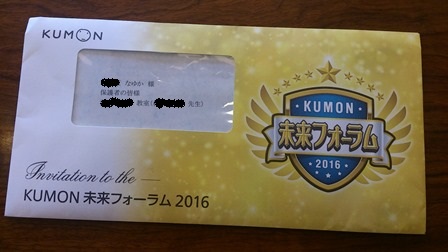 KUMON
なゆか 様
保護者の皆様
教室( 先生)
KUMON
未来フォーラム
2016
Invitation to the
KUMON 未来フォーラム 2016